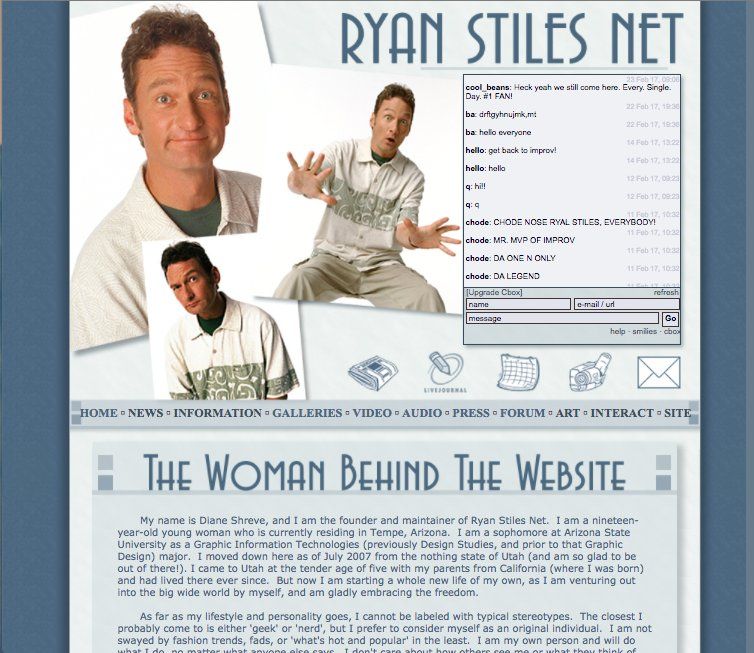 RYAN STILES NET
23 Feb 17, 09:06
cool_beans: Heck yeah we still come here. Every. Single.
Day. #1 FAN!
22 Feb 17, 19:36
ba: drftgyhnujmk,mt
22 Feb 17, 19:36
ba: hello everyone
14 Feb 17, 13:22
hello: get back to improv!
14 Feb 17, 13:22
hello: hello
12 Feb 17, 09:23
q: hi!!
12 Feb 17, 09:23
q: q
11 Feb 17, 10:32
chode: CHODE NOSE RYAL STILES, EVERYBODY!
11 Feb 17, 10:32
chode: MR. MVP OF IMPROV
11 Feb 17, 10:32
chode: DA ONE N ONLY
11 Feb 17, 10:32
chode: DA LEGEND
11 Feb 17, 10:32
[Upgrade Cbox] refresh
name e-mail / url
message Go
help · smilies · cbox
LIVEJOURNAL
HOME ▫ NEWS ▫ INFORMATION ▫ GALLERIES ▫ VIDEO ▫ AUDIO ▫ PRESS ▫ FORUM ▫ ART ▫ INTERACT ▫ SITE
THE WOMAN BEHIND THE WEBSITE
My name is Diane Shreve, and I am the founder and maintainer of Ryan Stiles Net. I am a nineteen-
year-old young woman who is currently residing in Tempe, Arizona. I am a sophomore at Arizona State
University as a Graphic Information Technologies (previously Design Studies, and prior to that Graphic
Design) major. I moved down here as of July 2007 from the nothing state of Utah (and am so glad to be
out of there!). I came to Utah at the tender age of five with my parents from California (where I was born)
and had lived there ever since. But now I am starting a whole new life of my own, as I am venturing out
into the big wide world by myself, and am gladly embracing the freedom.
As far as my lifestyle and personality goes, I cannot be labeled with typical stereotypes. The closest I
probably come to is either 'geek' or 'nerd', but I prefer to consider myself as an original individual. I am not
swayed by fashion trends, fads, or 'what's hot and popular' in the least. I am my own person and will do
what I do, no matter what anyone else says. I don't care about how others see me or what they think of